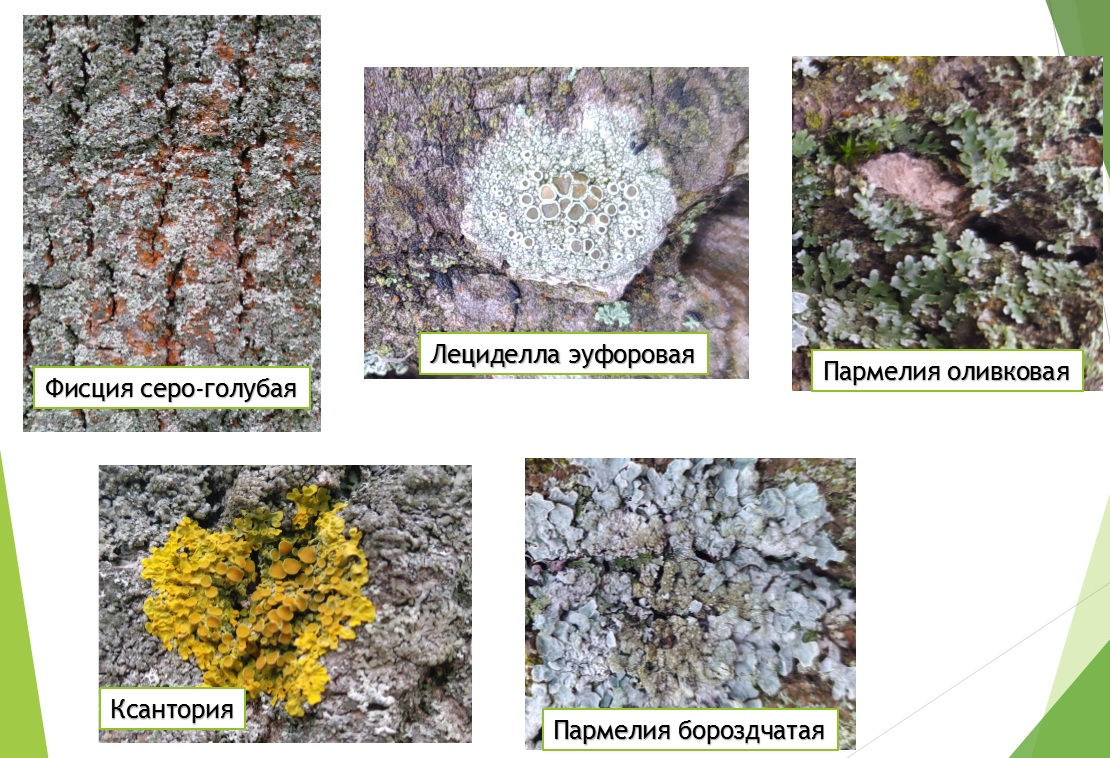 Фисция серо-голубая
Лециделла эуфоровая
Пармелия оливковая
Ксантория
Пармелия бороздчатая